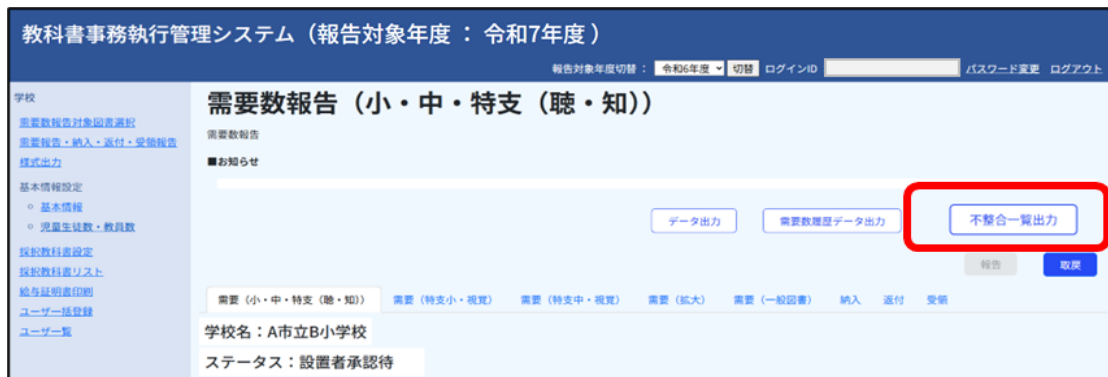 教科書事務執行管理システム（報告対象年度 ： 令和7年度 ）
報告対象年度切替 ： 令和6年度 切替 ログインID パスワード変更 ログアウト
学校
需要数報告対象図書選択
需要報告・納入・返付・受領報告
様式出力
基本情報設定
基本情報
児童生徒数・教員数
採択教科書設定
採択教科書リスト
給与証明書印刷
ユーザ一括登録
ユーザ一覧
需要数報告（小・中・特支（聴・知））
需要数報告
■お知らせ
データ出力 需要数履歴データ出力 不整合一覧出力
報告 取戻
需要（小・中・特支（聴・知）） 需要（特支小・視覚） 需要（特支中・視覚） 需要（拡大） 需要（一般図書） 納入 返付 受領
学校名：A市立B小学校
ステータス：設置者承認待